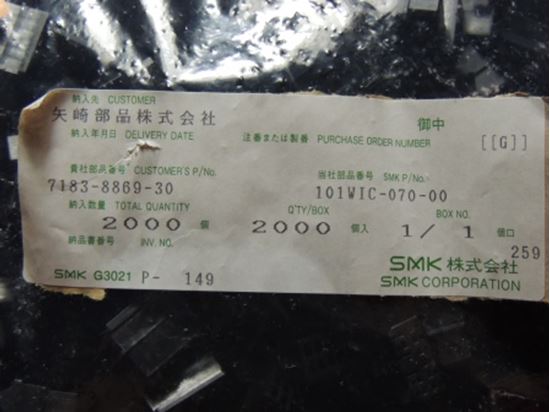 納入先 CUSTOMER
矢崎部品株式会社 御中
納入年月日 DELIVERY DATE 注番または製番 PURCHASE ORDER NUMBER [[G]]
貴社部品番号 CUSTOMER'S P/No. 当社部品番号 SMK P/No.
7183-8869-30 101WIC-070-00
納入数量 TOTAL QUANTITY Q'TY/BOX BOX NO.
2000 個 2000 個入 1/ 1 個口
納品書番号 INV. NO. 259
SMK 株式会社
SMK G3021 P- 149 SMK CORPORATION